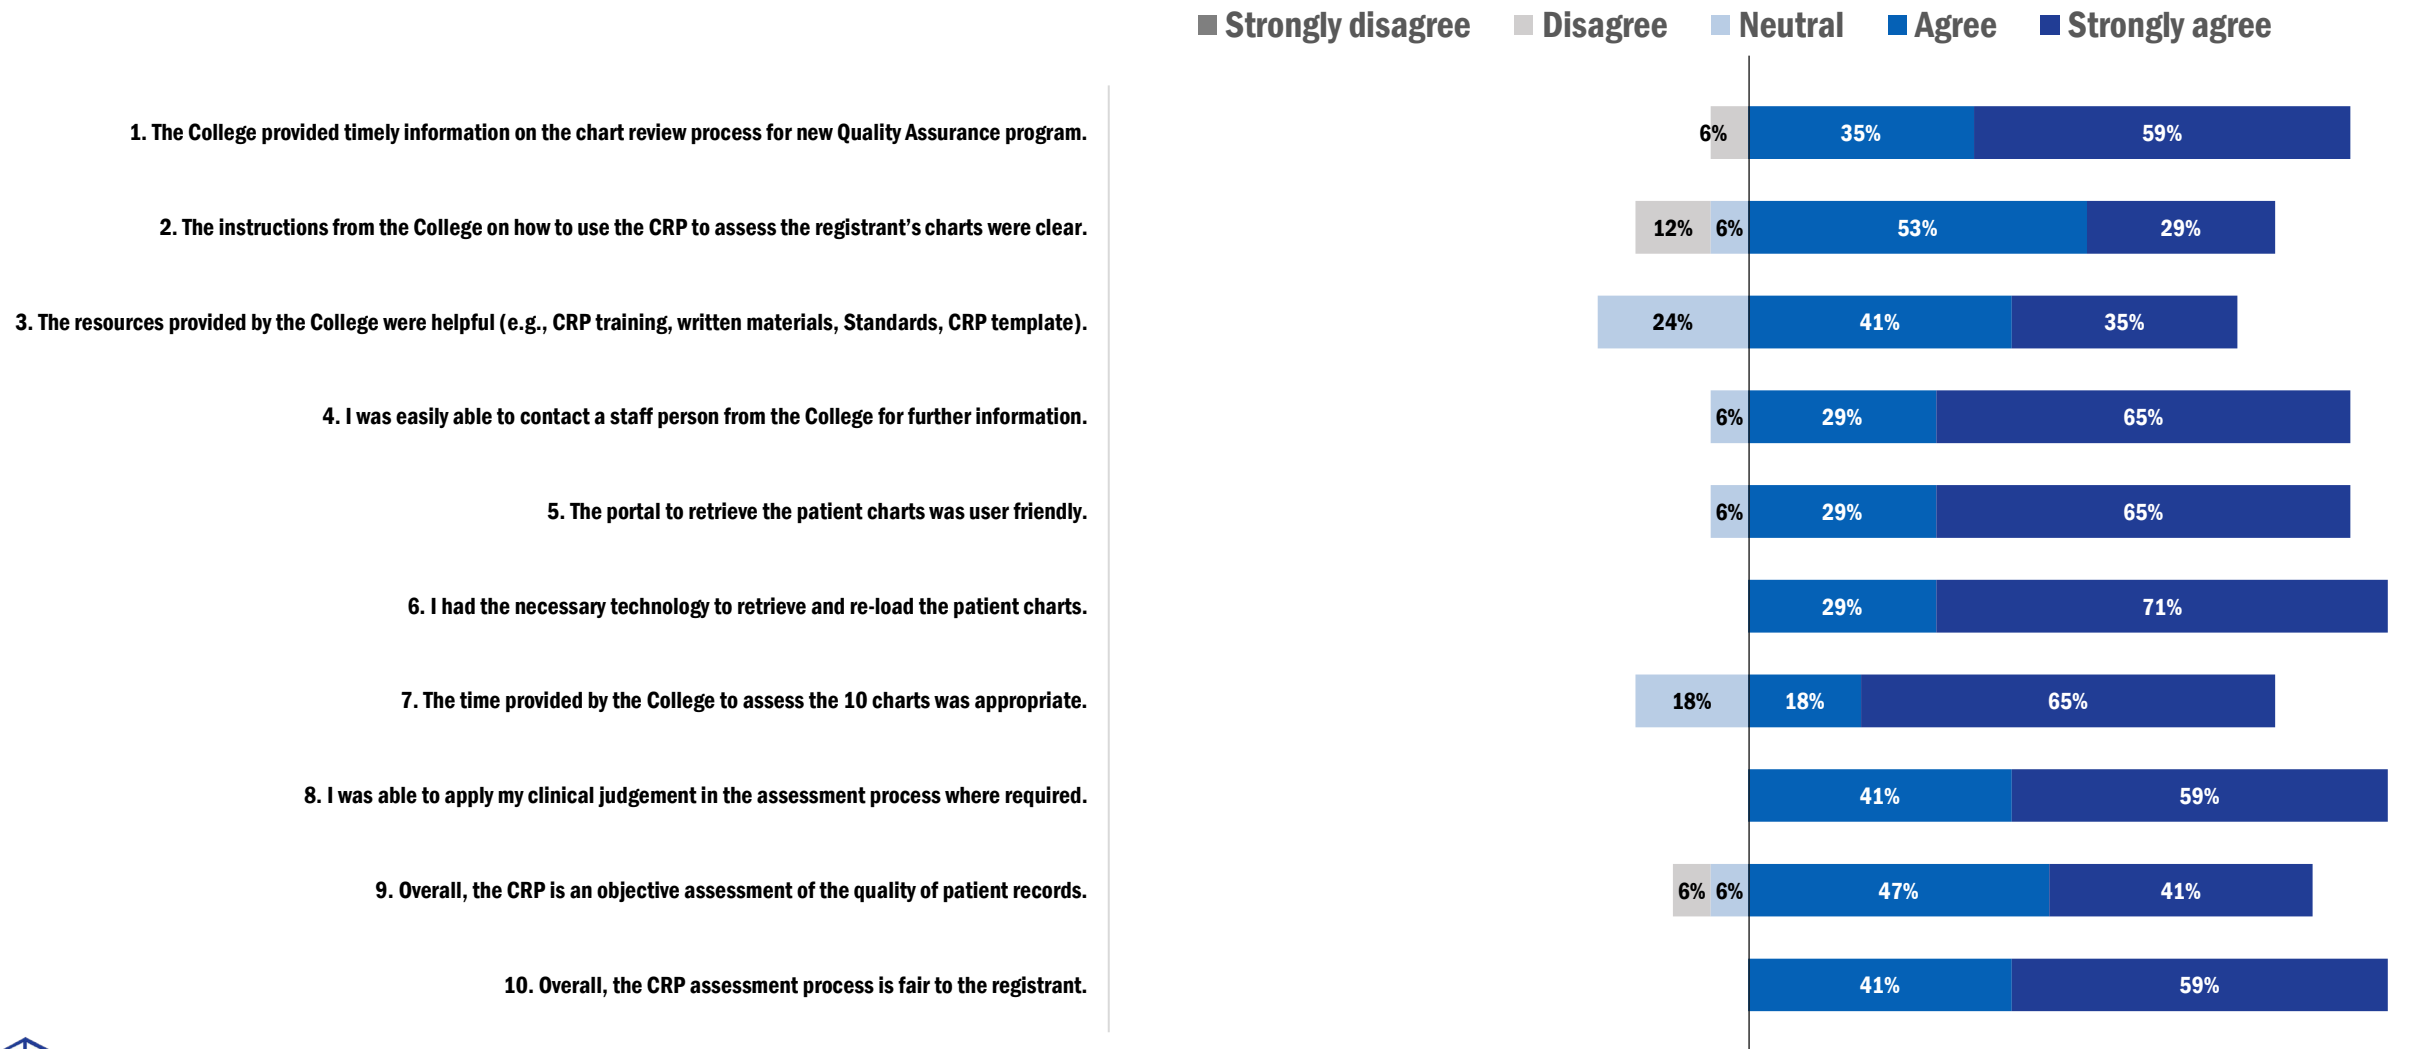 Strongly disagree Disagree Neutral Agree Strongly agree
1. The College provided timely information on the chart review process for new Quality Assurance program. 6% 35% 59%
2. The instructions from the College on how to use the CRP to assess the registrant’s charts were clear. 12% 6% 53% 29%
3. The resources provided by the College were helpful (e.g., CRP training, written materials, Standards, CRP template). 24% 41% 35%
4. I was easily able to contact a staff person from the College for further information. 6% 29% 65%
5. The portal to retrieve the patient charts was user friendly. 6% 29% 65%
6. I had the necessary technology to retrieve and re-load the patient charts. 29% 71%
7. The time provided by the College to assess the 10 charts was appropriate. 18% 18% 65%
8. I was able to apply my clinical judgement in the assessment process where required. 41% 59%
9. Overall, the CRP is an objective assessment of the quality of patient records. 6% 6% 47% 41%
10. Overall, the CRP assessment process is fair to the registrant. 41% 59%